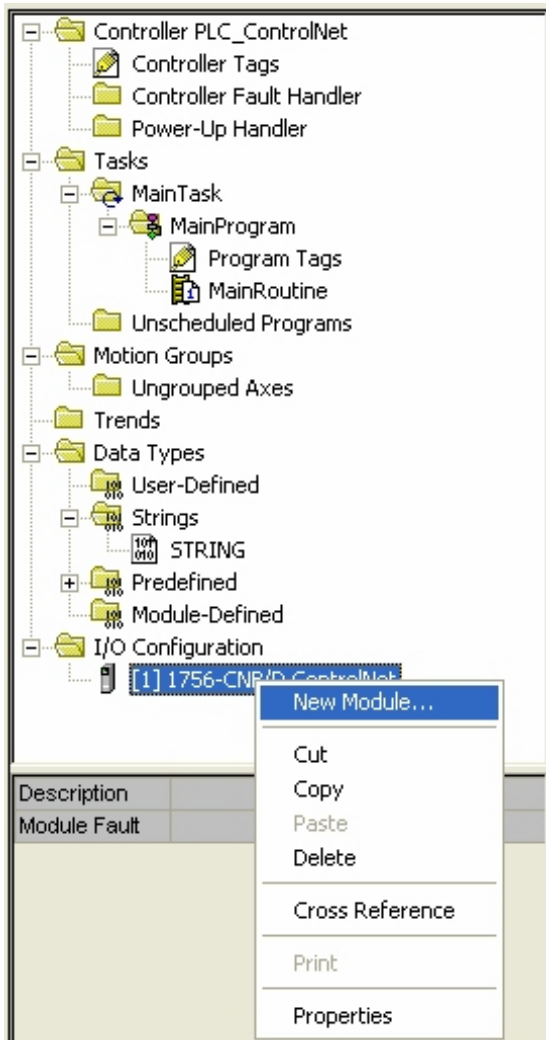 Controller PLC_ControlNet
Controller Tags
Controller Fault Handler
Power-Up Handler
Tasks
MainTask
MainProgram
Program Tags
MainRoutine
Unscheduled Programs
Motion Groups
Ungrouped Axes
Trends
Data Types
User-Defined
Strings
STRING
Predefined
Module-Defined
I/O Configuration
[1] 1756-CNB/D ControlNet
New Module...
Cut
Copy
Paste
Delete
Cross Reference
Print
Properties
Description
Module Fault